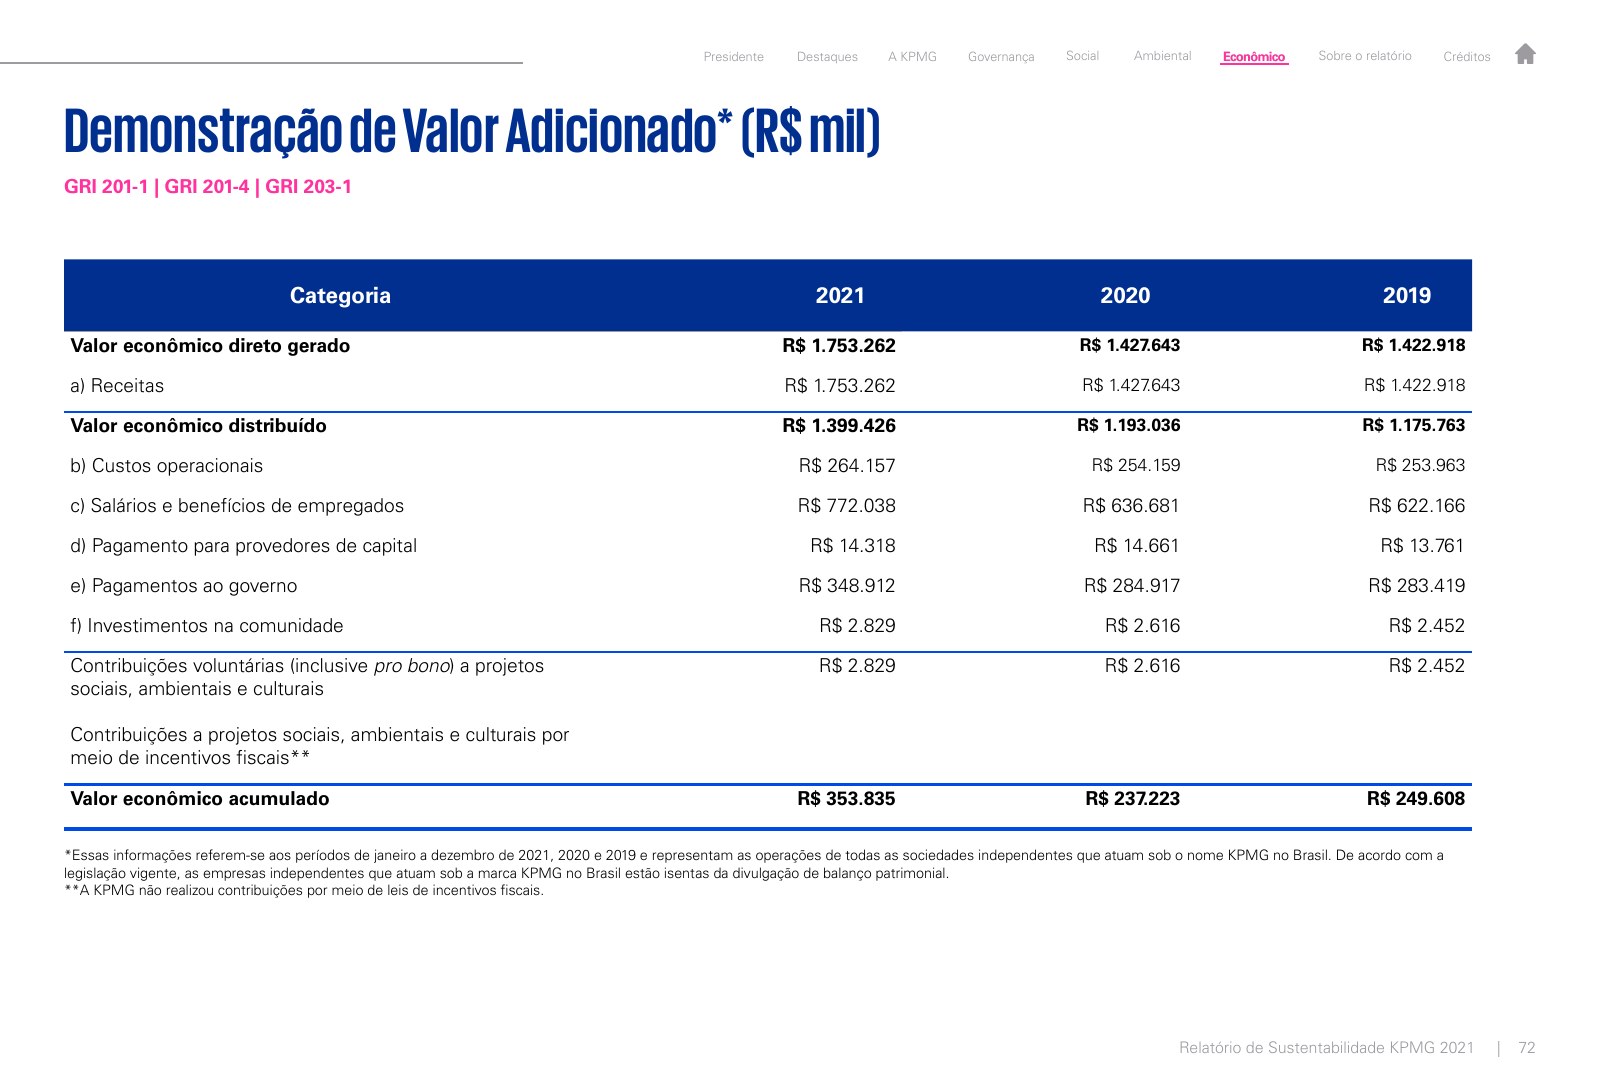 Presidente Destaques A KPMG Governança Social Ambiental Econômico Sobre o relatório Créditos
Demonstração de Valor Adicionado* (R$ mil)
GRI 201-1 | GRI 201-4 | GRI 203-1
Categoria 2021 2020 2019
Valor econômico direto gerado R$ 1.753.262 R$ 1.427.643 R$ 1.422.918
a) Receitas R$ 1.753.262 R$ 1.427.643 R$ 1.422.918
Valor econômico distribuído R$ 1.399.426 R$ 1.193.036 R$ 1.175.763
b) Custos operacionais R$ 264.157 R$ 254.159 R$ 253.963
c) Salários e benefícios de empregados R$ 772.038 R$ 636.681 R$ 622.166
d) Pagamento para provedores de capital R$ 14.318 R$ 14.661 R$ 13.761
e) Pagamentos ao governo R$ 348.912 R$ 284.917 R$ 283.419
f) Investimentos na comunidade R$ 2.829 R$ 2.616 R$ 2.452
Contribuições voluntárias (inclusive pro bono) a projetos R$ 2.829 R$ 2.616 R$ 2.452
sociais, ambientais e culturais
Contribuições a projetos sociais, ambientais e culturais por
meio de incentivos fiscais**
Valor econômico acumulado R$ 353.835 R$ 237.223 R$ 249.608
*Essas informações referem-se aos períodos de janeiro a dezembro de 2021, 2020 e 2019 e representam as operações de todas as sociedades independentes que atuam sob o nome KPMG no Brasil. De acordo com a
legislação vigente, as empresas independentes que atuam sob a marca KPMG no Brasil estão isentas da divulgação de balanço patrimonial.
**A KPMG não realizou contribuições por meio de leis de incentivos fiscais.
Relatório de Sustentabilidade KPMG 2021 | 72